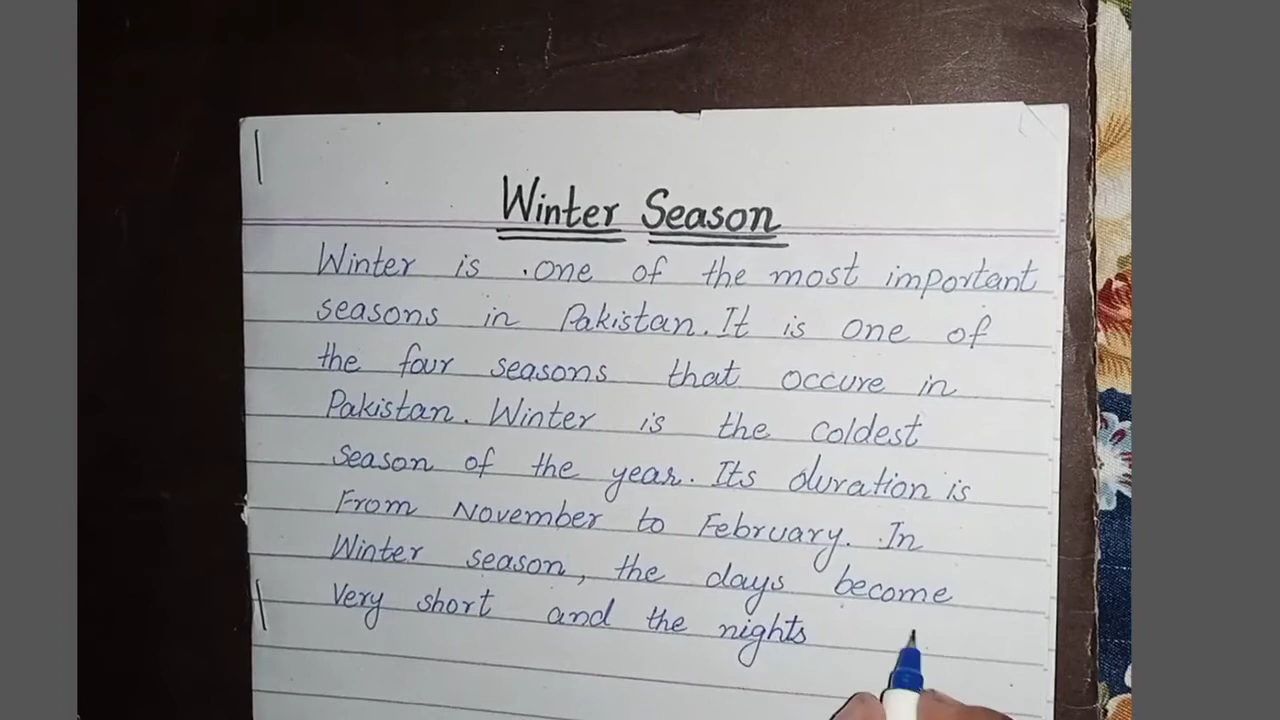 Winter Season
Winter is one of the most important
seasons in Pakistan. It is one of
the four seasons that occure in
Pakistan. Winter is the coldest
season of the year. Its duration is
From November to February. In
Winter season, the days become
very short and the nights